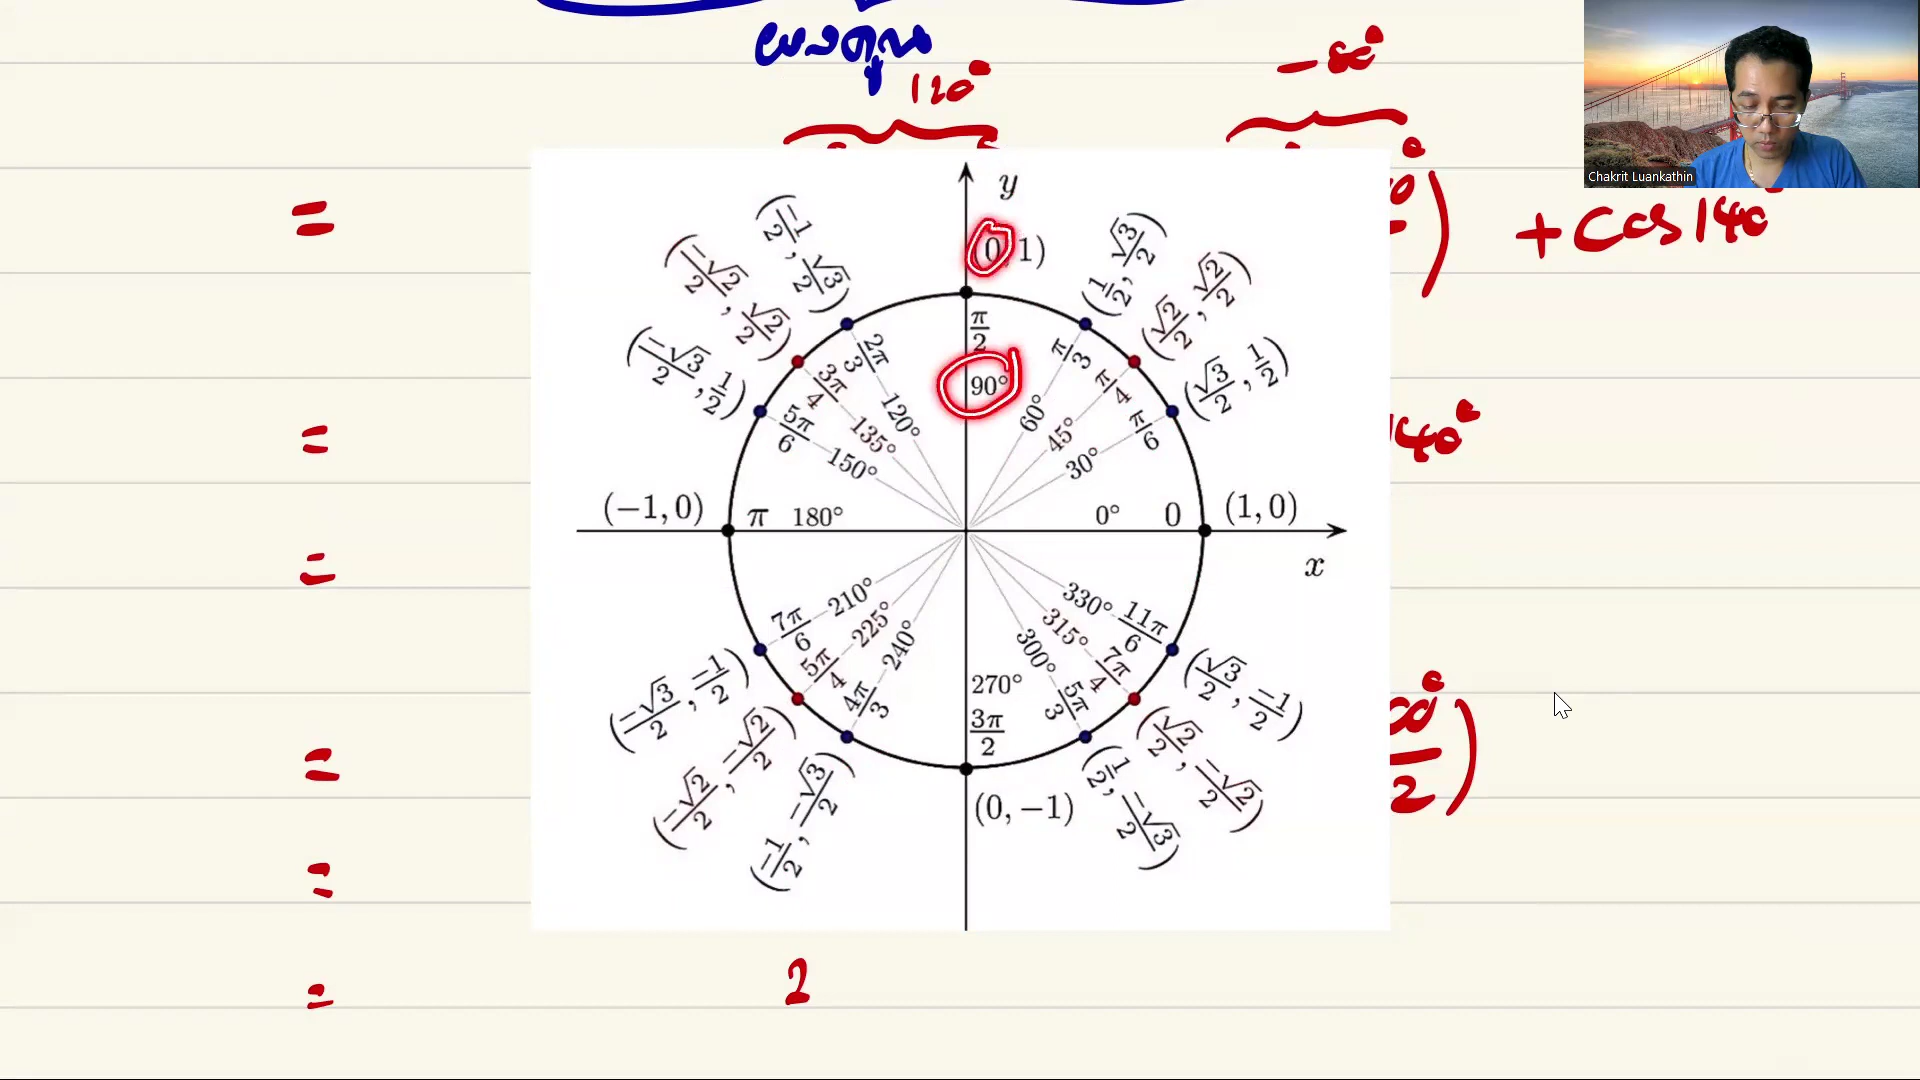 120°
Chakrit Luankathin
=
+ cos 140°
y
(0, 1)
(-1/2, √3/2)
(1/2, √3/2)
(-√2/2, √2/2)
(√2/2, √2/2)
(-√3/2, 1/2)
(√3/2, 1/2)
π/2
2π/3
π/3
3π/4
π/4
90°
5π/6
120°
60°
π/6
135°
45°
150°
30°
=
140°
(−1, 0)
π
180°
0°
0
(1, 0)
x
=
210°
330°
7π/6
225°
315°
11π/6
5π/4
240°
300°
7π/4
4π/3
270°
5π/3
3π/2
(-√3/2, -1/2)
(√3/2, -1/2)
(-√2/2, -√2/2)
(√2/2, -√2/2)
=
2)
(0, −1)
(-1/2, -√3/2)
(1/2, -√3/2)
=
= 2